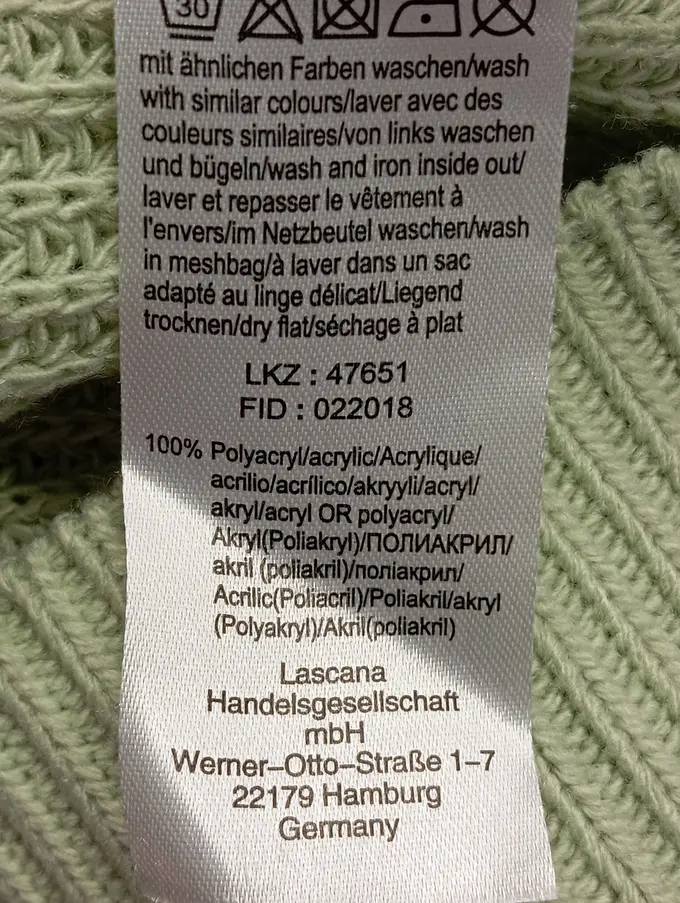 30
mit ähnlichen Farben waschen/wash
with similar colours/laver avec des
couleurs similaires/von links waschen
und bügeln/wash and iron inside out/
laver et repasser le vêtement à
l'envers/im Netzbeutel waschen/wash
in meshbag/à laver dans un sac
adapté au linge délicat/Liegend
trocknen/dry flat/séchage à plat
LKZ : 47651
FID : 022018
100% Polyacryl/acrylic/Acrylique/
acrilio/acrílico/akryyli/acryl/
akryl/acryl OR polyacryl/
Akryl(Poliakryl)/ПОЛИАКРИЛ/
akril (poliakril)/поліакрил/
Acrilic(Poliacril)/Poliakril/akryl
(Polyakryl)/Akril(poliakril)
Lascana
Handelsgesellschaft
mbH
Werner–Otto–Straße 1–7
22179 Hamburg
Germany